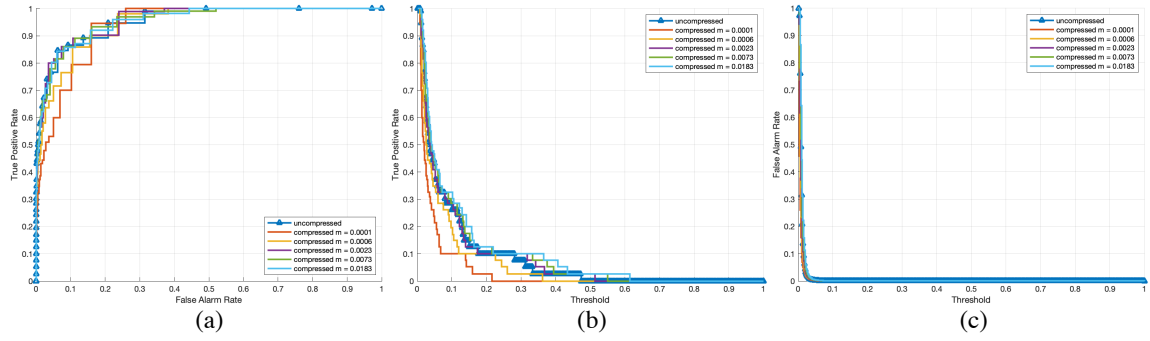 1
0.9
0.8
0.7
0.6
0.5
0.4
0.3
0.2
0.1
0
True Positive Rate
0 0.1 0.2 0.3 0.4 0.5 0.6 0.7 0.8 0.9 1
False Alarm Rate
uncompressed
compressed m = 0.0001
compressed m = 0.0006
compressed m = 0.0023
compressed m = 0.0073
compressed m = 0.0183
(a)
1
0.9
0.8
0.7
0.6
0.5
0.4
0.3
0.2
0.1
0
True Positive Rate
0 0.1 0.2 0.3 0.4 0.5 0.6 0.7 0.8 0.9 1
Threshold
uncompressed
compressed m = 0.0001
compressed m = 0.0006
compressed m = 0.0023
compressed m = 0.0073
compressed m = 0.0183
(b)
1
0.9
0.8
0.7
0.6
0.5
0.4
0.3
0.2
0.1
0
False Alarm Rate
0 0.1 0.2 0.3 0.4 0.5 0.6 0.7 0.8 0.9 1
Threshold
uncompressed
compressed m = 0.0001
compressed m = 0.0006
compressed m = 0.0023
compressed m = 0.0073
compressed m = 0.0183
(c)